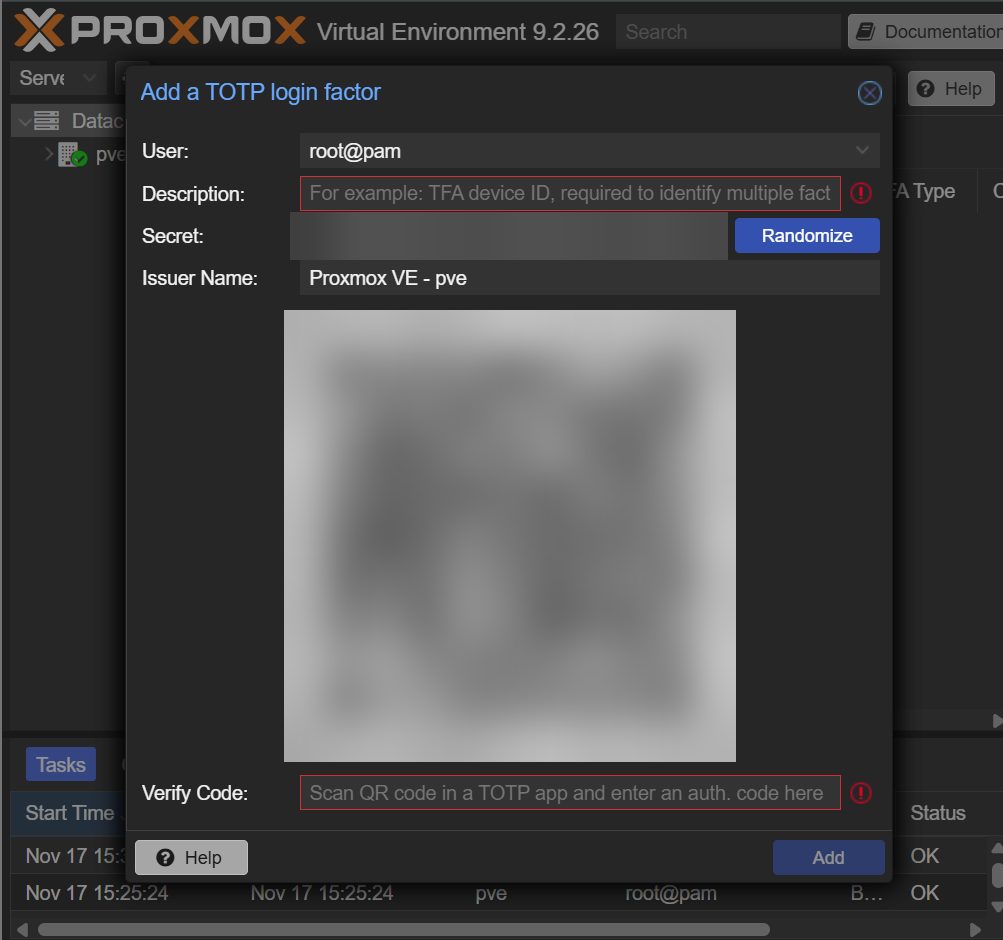 PROXMOX Virtual Environment 9.2.26 Search Documentation
Serve
Add a TOTP login factor
Help
Datac
pve
User: root@pam
Description: For example: TFA device ID, required to identify multiple fact
FA Type
Secret: Randomize
Issuer Name: Proxmox VE - pve
Tasks
Verify Code: Scan QR code in a TOTP app and enter an auth. code here
Start Time Status
Help Add
Nov 17 15:3 OK
Nov 17 15:25:24 Nov 17 15:25:24 pve root@pam B... OK